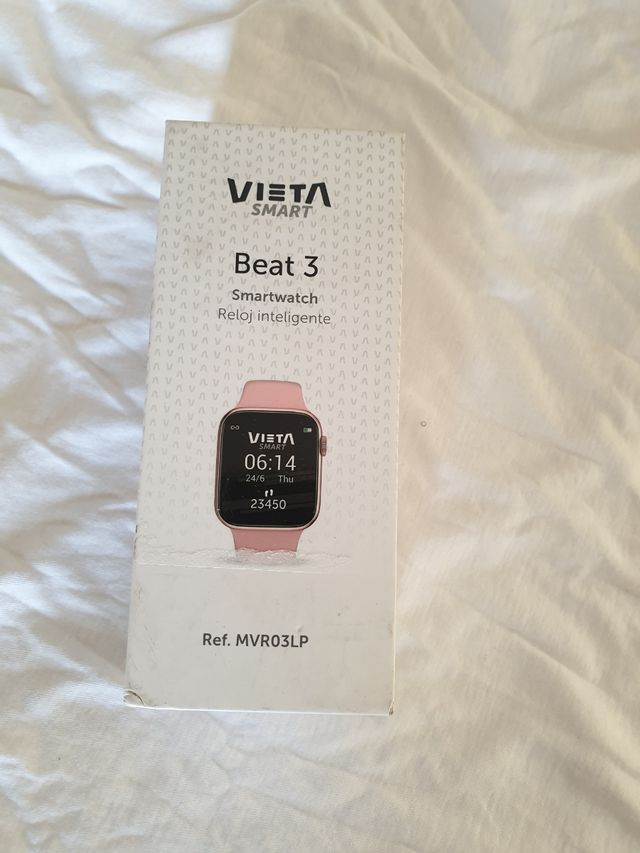 VIETA
SMART
Beat 3
Smartwatch
Reloj inteligente
VIETA
SMART
06:14
24/6 Thu
23450
Ref. MVR03LP